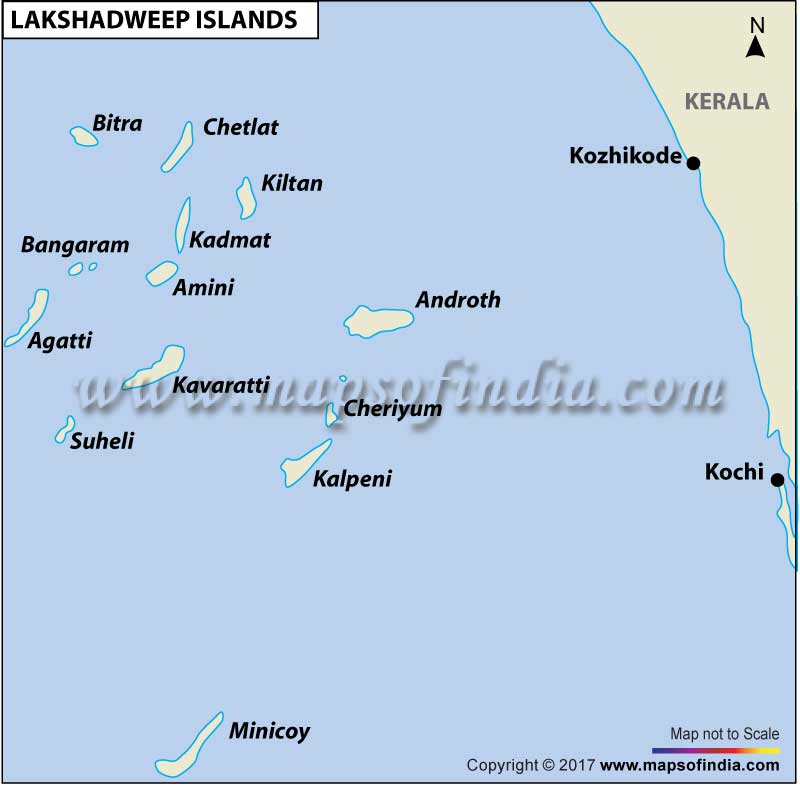 LAKSHADWEEP ISLANDS
N
KERALA
Bitra
Chetlat
Kozhikode
Kiltan
Kadmat
Bangaram
Amini
Androth
Agatti
Kavaratti
www.mapsofindia.com
Cheriyum
Suheli
Kalpeni
Kochi
Minicoy
Map not to Scale
Copyright © 2017 www.mapsofindia.com